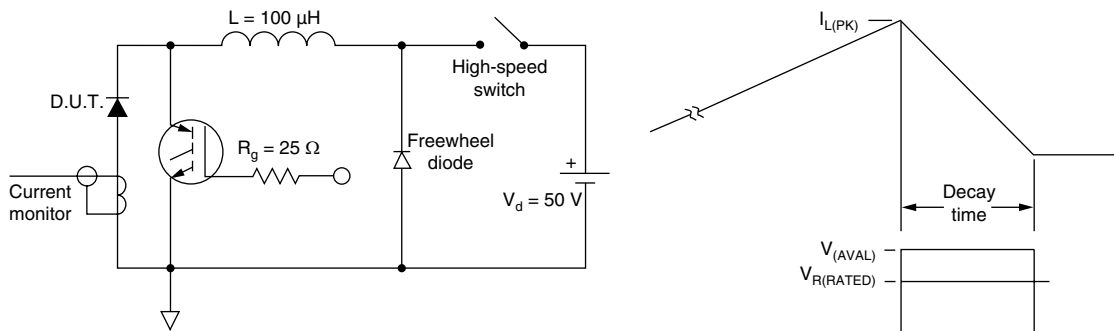 L = 100 µH
D.U.T.
High-speed
switch
R_g = 25 Ω
Freewheel
diode
+
Current
monitor
V_d = 50 V
I_L(PK)
Decay
time
V_(AVAL)
V_R(RATED)